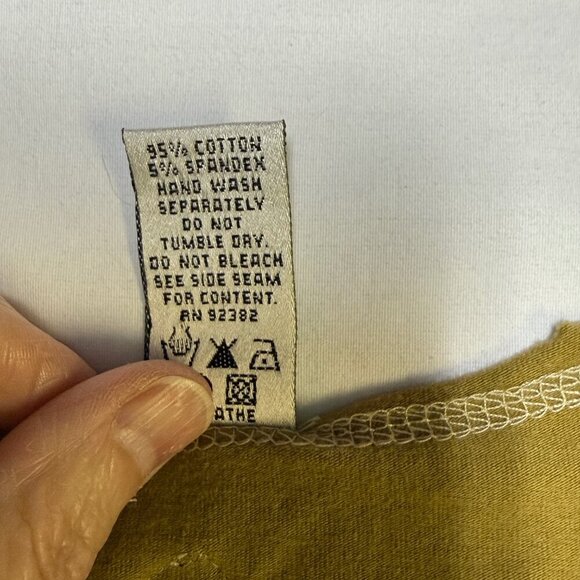 95% COTTON
5% SPANDEX
HAND WASH
SEPARATELY
DO NOT
TUMBLE DRY.
DO NOT BLEACH
SEE SIDE SEAM
FOR CONTENT.
RN 92382